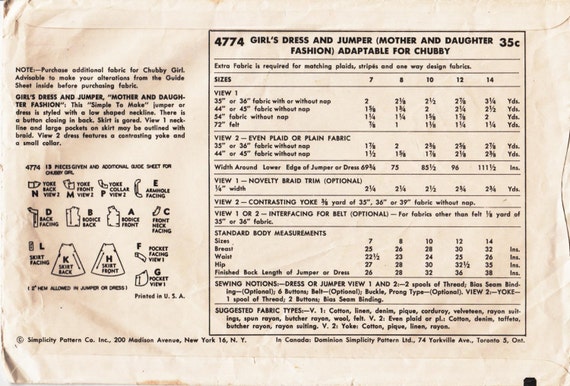 NOTE:—Purchase additional fabric for Chubby Girl.
Advisable to make your alterations from the Guide
Sheet inside before purchasing fabric.
GIRL'S DRESS AND JUMPER, "MOTHER AND DAUGH-
TER FASHION": This "Simple To Make" jumper or
dress is styled with a low shaped neckline. There is
a button closing in back. Skirt is gored. View 1 neck-
line and large pockets on skirt may be outlined with
braid. View 2 dress features a contrasting yoke and
a small collar.
4774 13 PIECES GIVEN AND ADDITIONAL GUIDE SHEET FOR
CHUBBY GIRL
N YOKE BACK VIEW 2
M YOKE FRONT VIEW 2
P YOKE COLLAR VIEW 2
E ARMHOLE FACING
D BACK FACING
B BODICE BACK
A BODICE FRONT
C FRONT NECK FACING
L SKIRT FACING
K SKIRT BACK
H SKIRT FRONT
F POCKET FACING VIEW 1
G POCKET VIEW 1
( 2" HEM ALLOWED IN JUMPER OR DRESS )
Printed in U. S. A.
4774 GIRL'S DRESS AND JUMPER (MOTHER AND DAUGHTER 35c
FASHION) ADAPTABLE FOR CHUBBY
Extra Fabric is required for matching plaids, stripes and one way design fabrics.
SIZES 7 8 10 12 14
VIEW 1
35" or 36" fabric with or without nap 2 2⅛ 2½ 2⅞ 3¼ Yds.
44" or 45" fabric with or without nap 1⅝ 1¾ 2 2¼ 2½ Yds.
54" fabric without nap 1¼ 1¼ 1⅝ 1¾ 2 Yds.
72" felt ⅞ 1 1⅛ 1¼ 1¼ Yds.
VIEW 2—EVEN PLAID OR PLAIN FABRIC
35" or 36" fabric without nap 2 2⅛ 2⅜ 2⅝ 2⅞ Yds.
44" or 45" fabric without nap 1½ 1⅝ 1⅞ 2 2¼ Yds.
Width Around Lower Edge of Jumper or Dress 69¾ 75 85½ 96 111½ Ins.
VIEW 1—NOVELTY BRAID TRIM (OPTIONAL)
¼" width 2¼ 2¼ 2½ 2¾ 2¾ Yds.
VIEW 2—CONTRASTING YOKE ⅜ yard of 35", 36" or 39" fabric without nap.
VIEW 1 OR 2—INTERFACING FOR BELT (OPTIONAL)—For fabrics other than felt ⅛ yard of
35" or 36" fabric.
STANDARD BODY MEASUREMENTS
Sizes 7 8 10 12 14
Breast 25 26 28 30 32 Ins.
Waist 22½ 23 24 25 26 Ins.
Hip 27 28 30 32½ 35 Ins.
Finished Back Length of Jumper or Dress 26 28 32 36 38 Ins.
SEWING NOTIONS:—DRESS OR JUMPER VIEW 1 AND 2:—2 spools of Thread; Bias Seam Bind-
ing—(Optional); 6 Buttons; Belt—(Optional); Buckle, Prong Type—(Optional). VIEW 2:—YOKE—
1 spool of Thread; 2 Buttons; Bias Seam Binding.
SUGGESTED FABRIC TYPES:—V. 1: Cotton, linen, denim, pique, corduroy, velveteen, rayon suit-
ings, spun rayon, butcher rayon, wool, felt. V. 2: Even plaid or pl.: Cotton, denim, taffeta,
butcher rayon, rayon suiting. V. 2: Yoke: Cotton, pique, linen, rayon.
© Simplicity Pattern Co. Inc., 200 Madison Avenue, New York 16, N. Y. In Canada: Dominion Simplicity Pattern Ltd., 74 Yorkville Ave., Toronto 5, Ont.